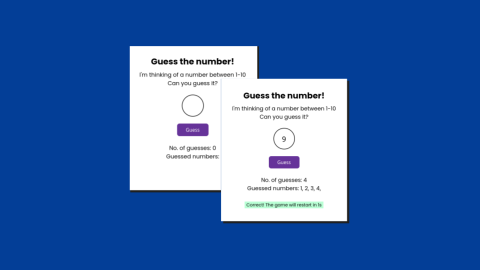 Guess the number!
I'm thinking of a number between 1-10
Can you guess it?
Guess
No. of guesses: 0
Guessed numbers:
Guess the number!
I'm thinking of a number between 1-10
Can you guess it?
9
Guess
No. of guesses: 4
Guessed numbers: 1, 2, 3, 4,
Correct! The game will restart in 1s